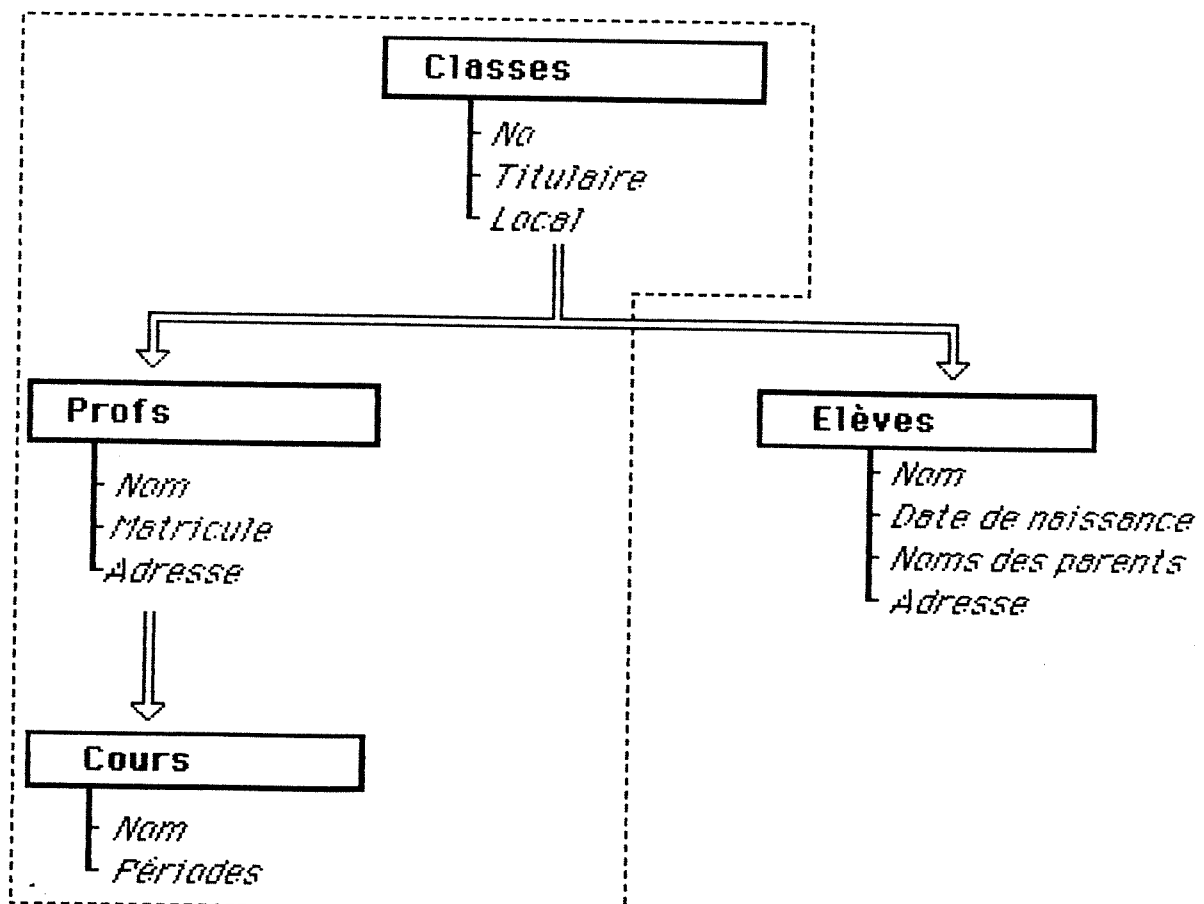 Classes
No
Titulaire
Local
Profs
Nom
Matricule
Adresse
Elèves
Nom
Date de naissance
Noms des parents
Adresse
Cours
Nom
Périodes